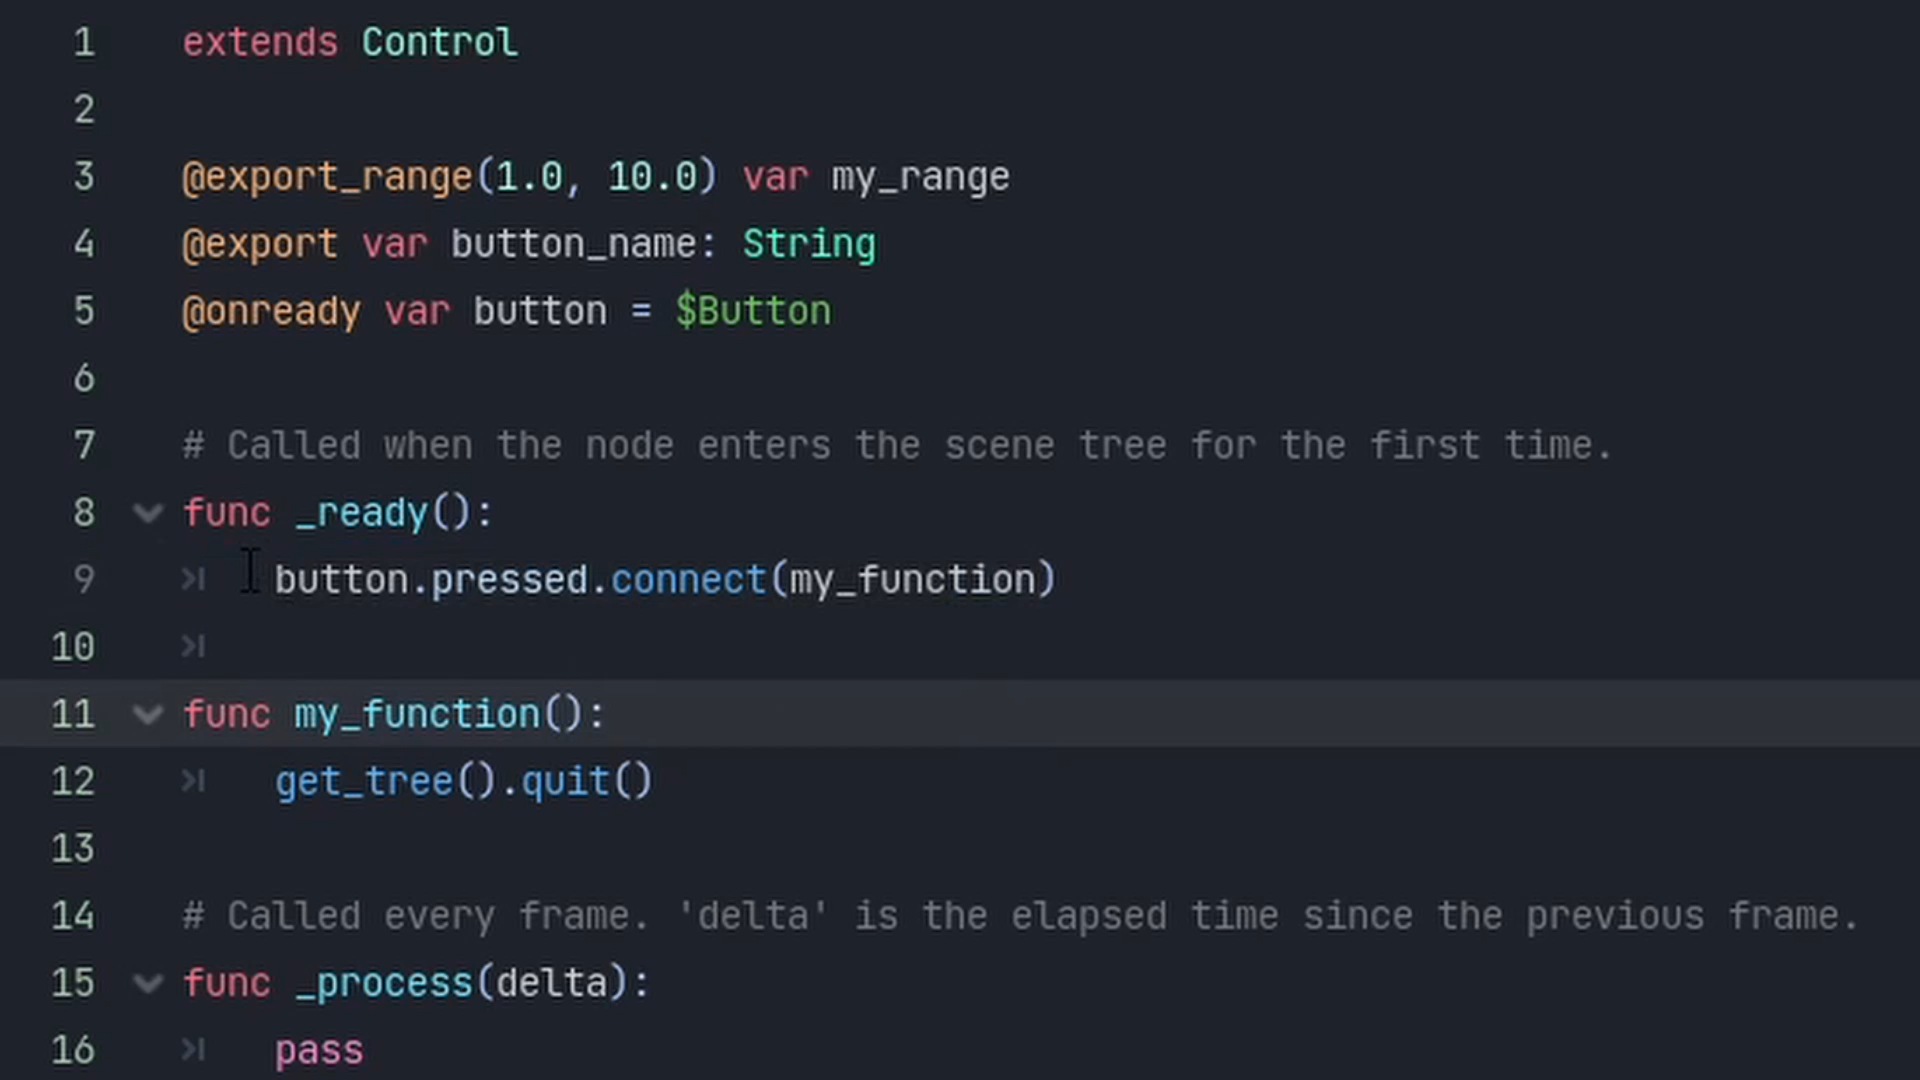 1 extends Control
2
3 @export_range(1.0, 10.0) var my_range
4 @export var button_name: String
5 @onready var button = $Button
6
7 # Called when the node enters the scene tree for the first time.
8 func _ready():
9 button.pressed.connect(my_function)
10
11 func my_function():
12 get_tree().quit()
13
14 # Called every frame. 'delta' is the elapsed time since the previous frame.
15 func _process(delta):
16 pass